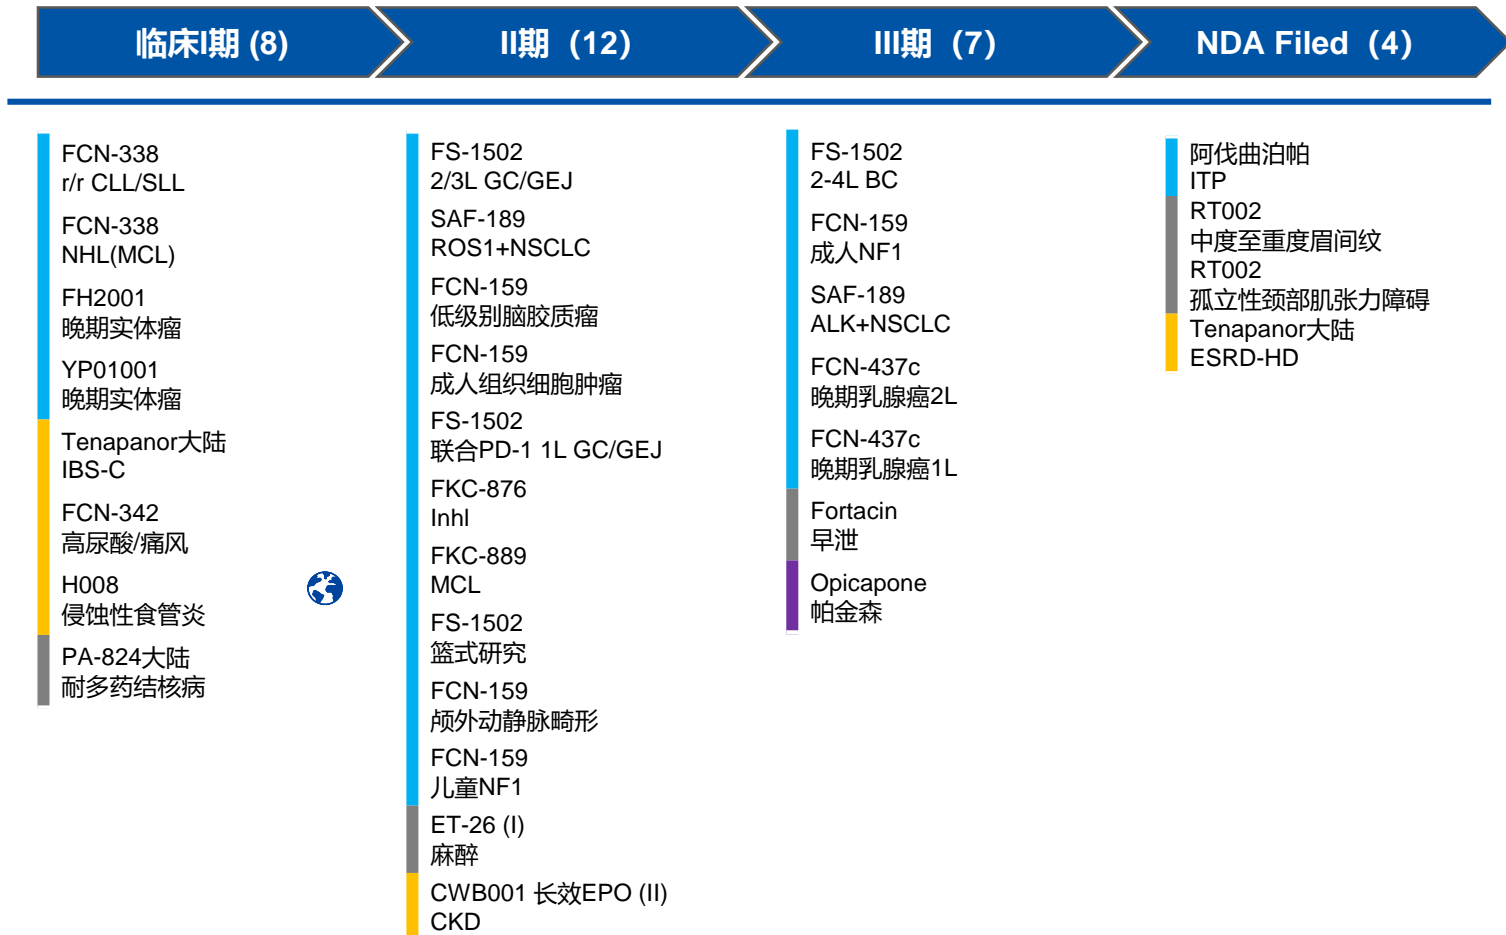 临床I期 (8)
II期（12）
III期（7）
NDA Filed（4）
FCN-338
r/r CLL/SLL
FCN-338
NHL(MCL)
FH2001
晚期实体瘤
YP01001
晚期实体瘤
Tenapanor大陆
IBS-C
FCN-342
高尿酸/痛风
H008
侵蚀性食管炎
PA-824大陆
耐多药结核病
FS-1502
2/3L GC/GEJ
SAF-189
ROS1+NSCLC
FCN-159
低级别脑胶质瘤
FCN-159
成人组织细胞肿瘤
FS-1502
联合PD-1 1L GC/GEJ
FKC-876
Inhl
FKC-889
MCL
FS-1502
篮式研究
FCN-159
颅外动静脉畸形
FCN-159
儿童NF1
ET-26 (I)
麻醉
CWB001 长效EPO (II)
CKD
FS-1502
2-4L BC
FCN-159
成人NF1
SAF-189
ALK+NSCLC
FCN-437c
晚期乳腺癌2L
FCN-437c
晚期乳腺癌1L
Fortacin
早泄
Opicapone
帕金森
阿伐曲泊帕
ITP
RT002
中度至重度眉间纹
RT002
孤立性颈部肌张力障碍
Tenapanor大陆
ESRD-HD